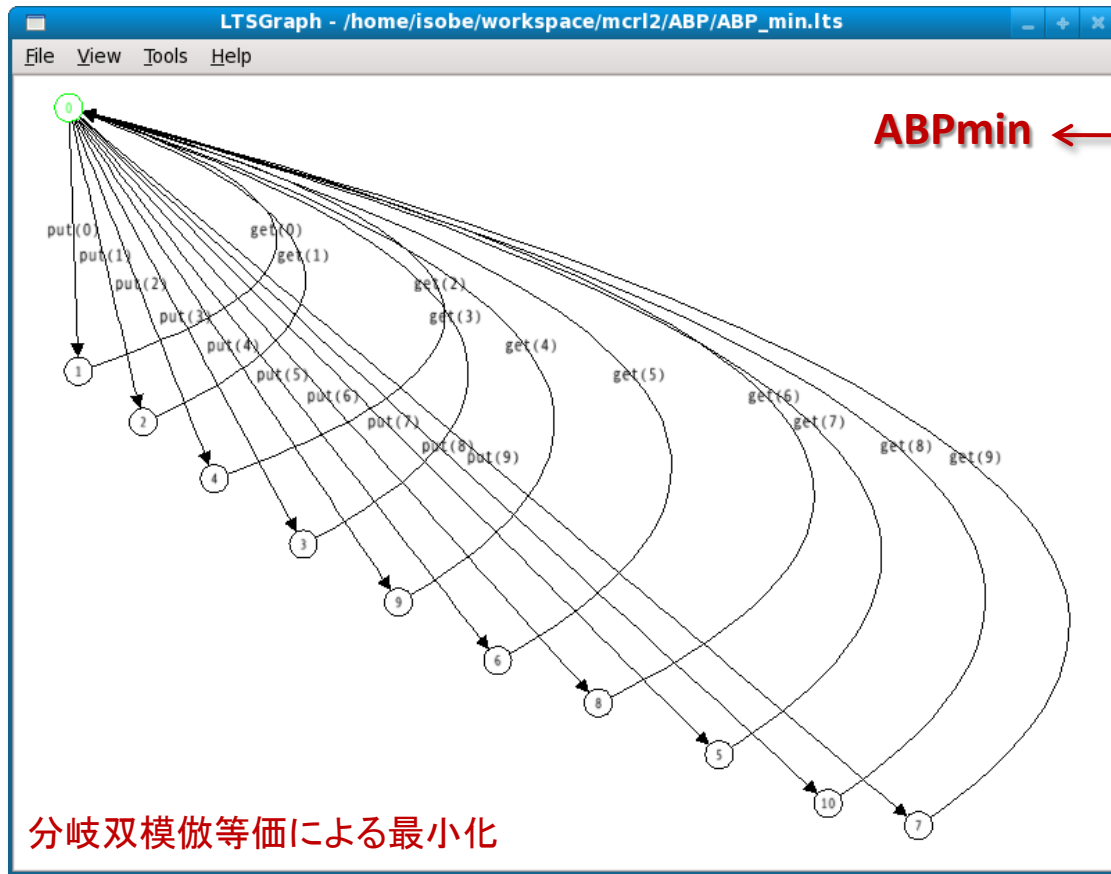 LTSGraph - /home/isobe/workspace/mcrl2/ABP/ABP_min.lts
File View Tools Help
0
ABPmin
put(0)
get(0)
put(1)
get(1)
put(2)
get(2)
put(3)
get(3)
put(4)
get(4)
put(5)
get(5)
put(6)
get(6)
put(7)
get(7)
put(8)
get(8)
put(9)
get(9)
1
2
4
3
9
6
8
5
10
7
分岐双模倣等価による最小化